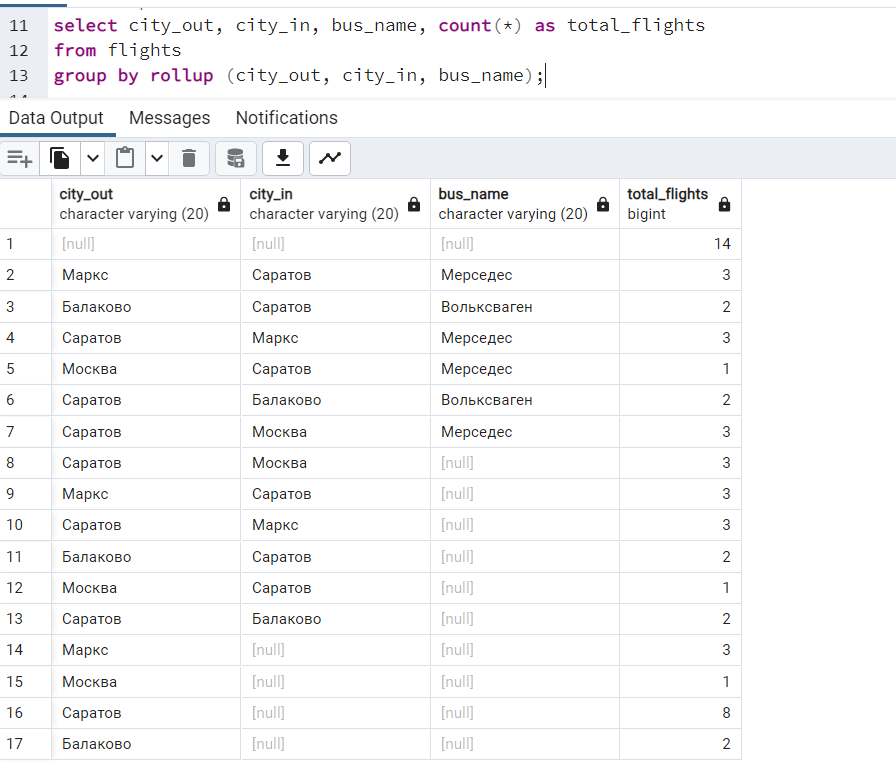 11 select city_out, city_in, bus_name, count(*) as total_flights
12 from flights
13 group by rollup (city_out, city_in, bus_name);
Data Output Messages Notifications
city_out city_in bus_name total_flights
character varying (20) character varying (20) character varying (20) bigint
1 [null] [null] [null] 14
2 Маркс Саратов Мерседес 3
3 Балаково Саратов Вольксваген 2
4 Саратов Маркс Мерседес 3
5 Москва Саратов Мерседес 1
6 Саратов Балаково Вольксваген 2
7 Саратов Москва Мерседес 3
8 Саратов Москва [null] 3
9 Маркс Саратов [null] 3
10 Саратов Маркс [null] 3
11 Балаково Саратов [null] 2
12 Москва Саратов [null] 1
13 Саратов Балаково [null] 2
14 Маркс [null] [null] 3
15 Москва [null] [null] 1
16 Саратов [null] [null] 8
17 Балаково [null] [null] 2